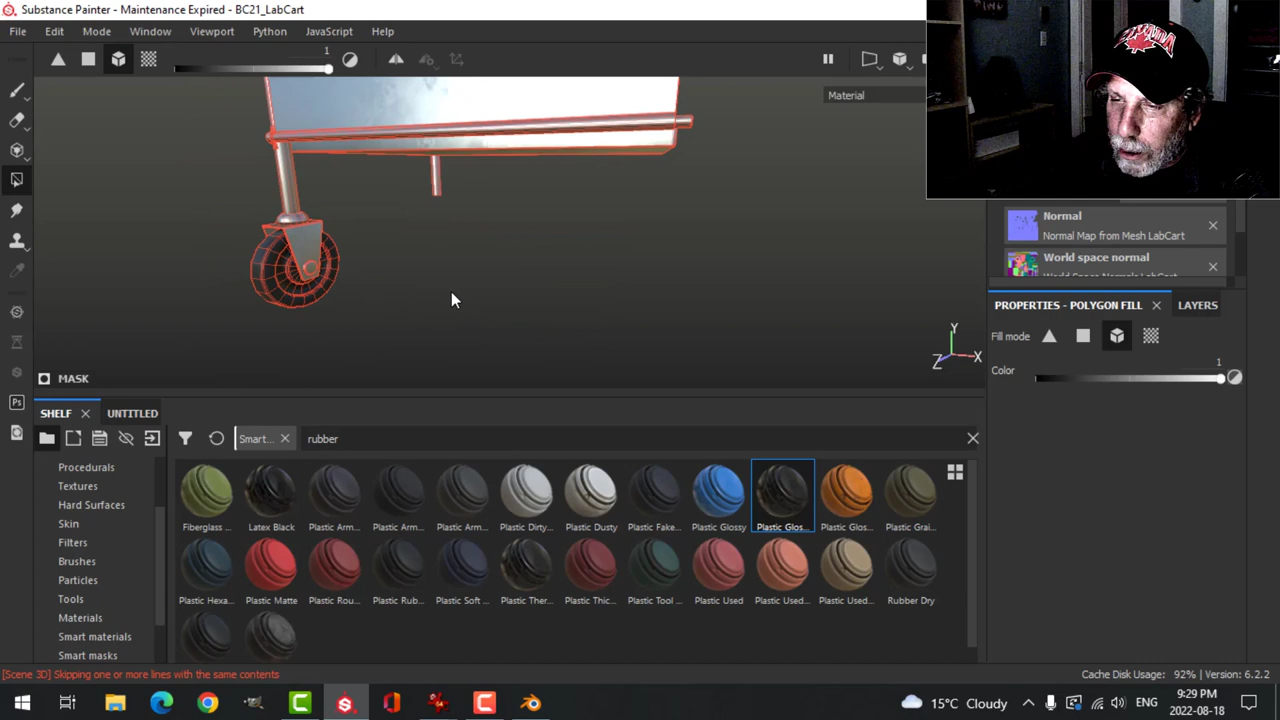 Substance Painter - Maintenance Expired - BC21_LabCart
File Edit Mode Window Viewport Python JavaScript Help
1
Material
Normal
Normal Map from Mesh LabCart
World space normal
World Space Normals LabCart
PROPERTIES - POLYGON FILL
LAYERS
Fill mode
1
Color
Y
Z
X
MASK
SHELF
UNTITLED
Smart...
rubber
Procedurals
Textures
Hard Surfaces
Skin
Filters
Brushes
Particles
Tools
Materials
Smart materials
Smart masks
Fiberglass ... Latex Black Plastic Arm... Plastic Arm... Plastic Arm... Plastic Dirty... Plastic Dusty Plastic Fake... Plastic Glossy Plastic Glos... Plastic Glos... Plastic Grai...
Plastic Hexa... Plastic Matte Plastic Rou... Plastic Rub... Plastic Soft ... Plastic Ther... Plastic Thic... Plastic Tool ... Plastic Used Plastic Used... Plastic Used... Rubber Dry
[Scene 3D] Skipping one or more lines with the same contents
Cache Disk Usage: 92% | Version: 6.2.2
Ps
15°C Cloudy
ENG
9:29 PM
2022-08-18